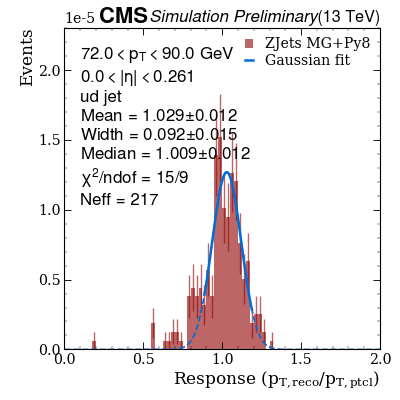 1e-5 CMS Simulation Preliminary (13 TeV)
Events
72.0 < pT < 90.0 GeV
0.0 < |η| < 0.261
ud jet
Mean = 1.029±0.012
Width = 0.092±0.015
Median = 1.009±0.012
χ²/ndof = 15/9
Neff = 217
ZJets MG+Py8
Gaussian fit
2.0
1.5
1.0
0.5
0.0
0.0 0.5 1.0 1.5 2.0
Response (pT,reco/pT,ptcl)